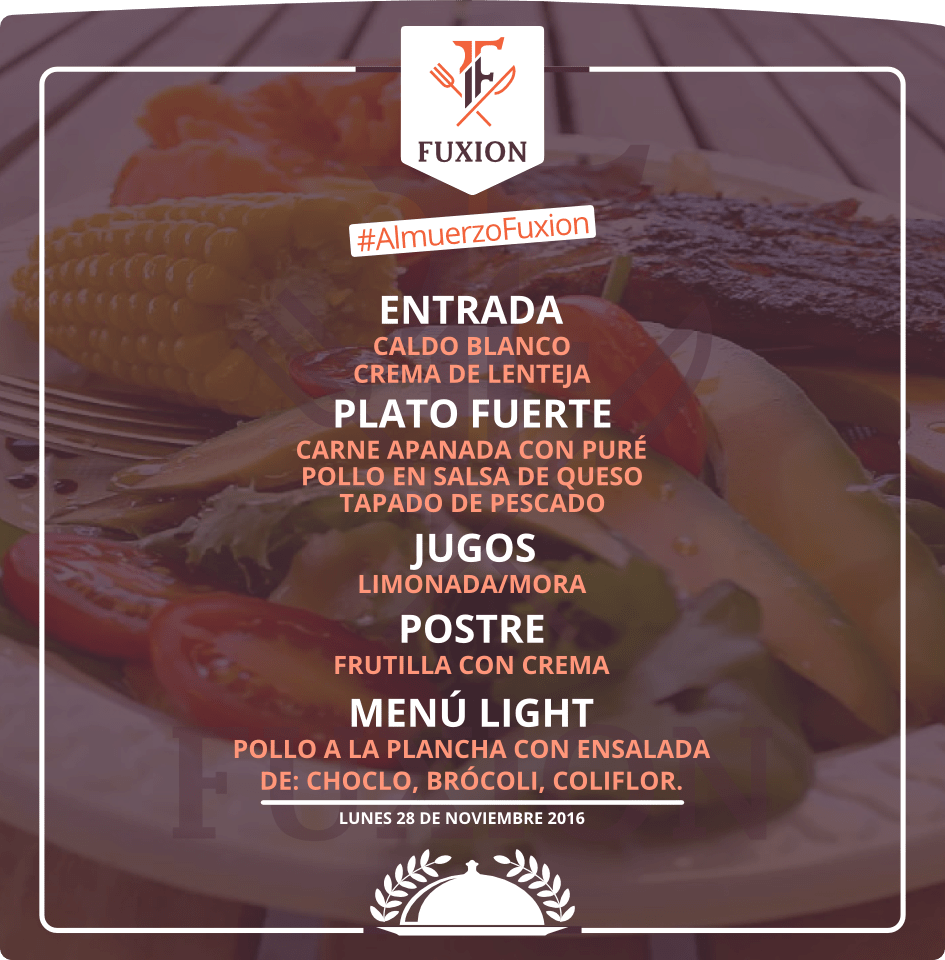 FUXION
#AlmuerzoFuxion
ENTRADA
CALDO BLANCO
CREMA DE LENTEJA
PLATO FUERTE
CARNE APANADA CON PURÉ
POLLO EN SALSA DE QUESO
TAPADO DE PESCADO
JUGOS
LIMONADA/MORA
POSTRE
FRUTILLA CON CREMA
MENÚ LIGHT
POLLO A LA PLANCHA CON ENSALADA
DE: CHOCLO, BRÓCOLI, COLIFLOR.
FUXION
LUNES 28 DE NOVIEMBRE 2016